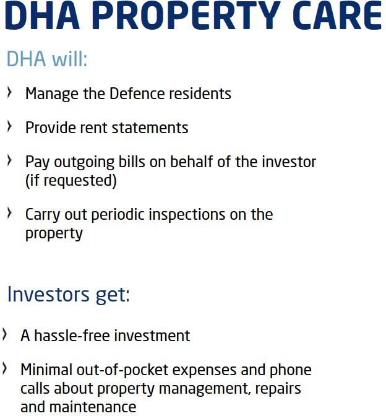 DHA PROPERTY CARE
DHA will:
› Manage the Defence residents
› Provide rent statements
› Pay outgoing bills on behalf of the investor
(if requested)
› Carry out periodic inspections on the
property
Investors get:
› A hassle-free investment
› Minimal out-of-pocket expenses and phone
calls about property management, repairs
and maintenance